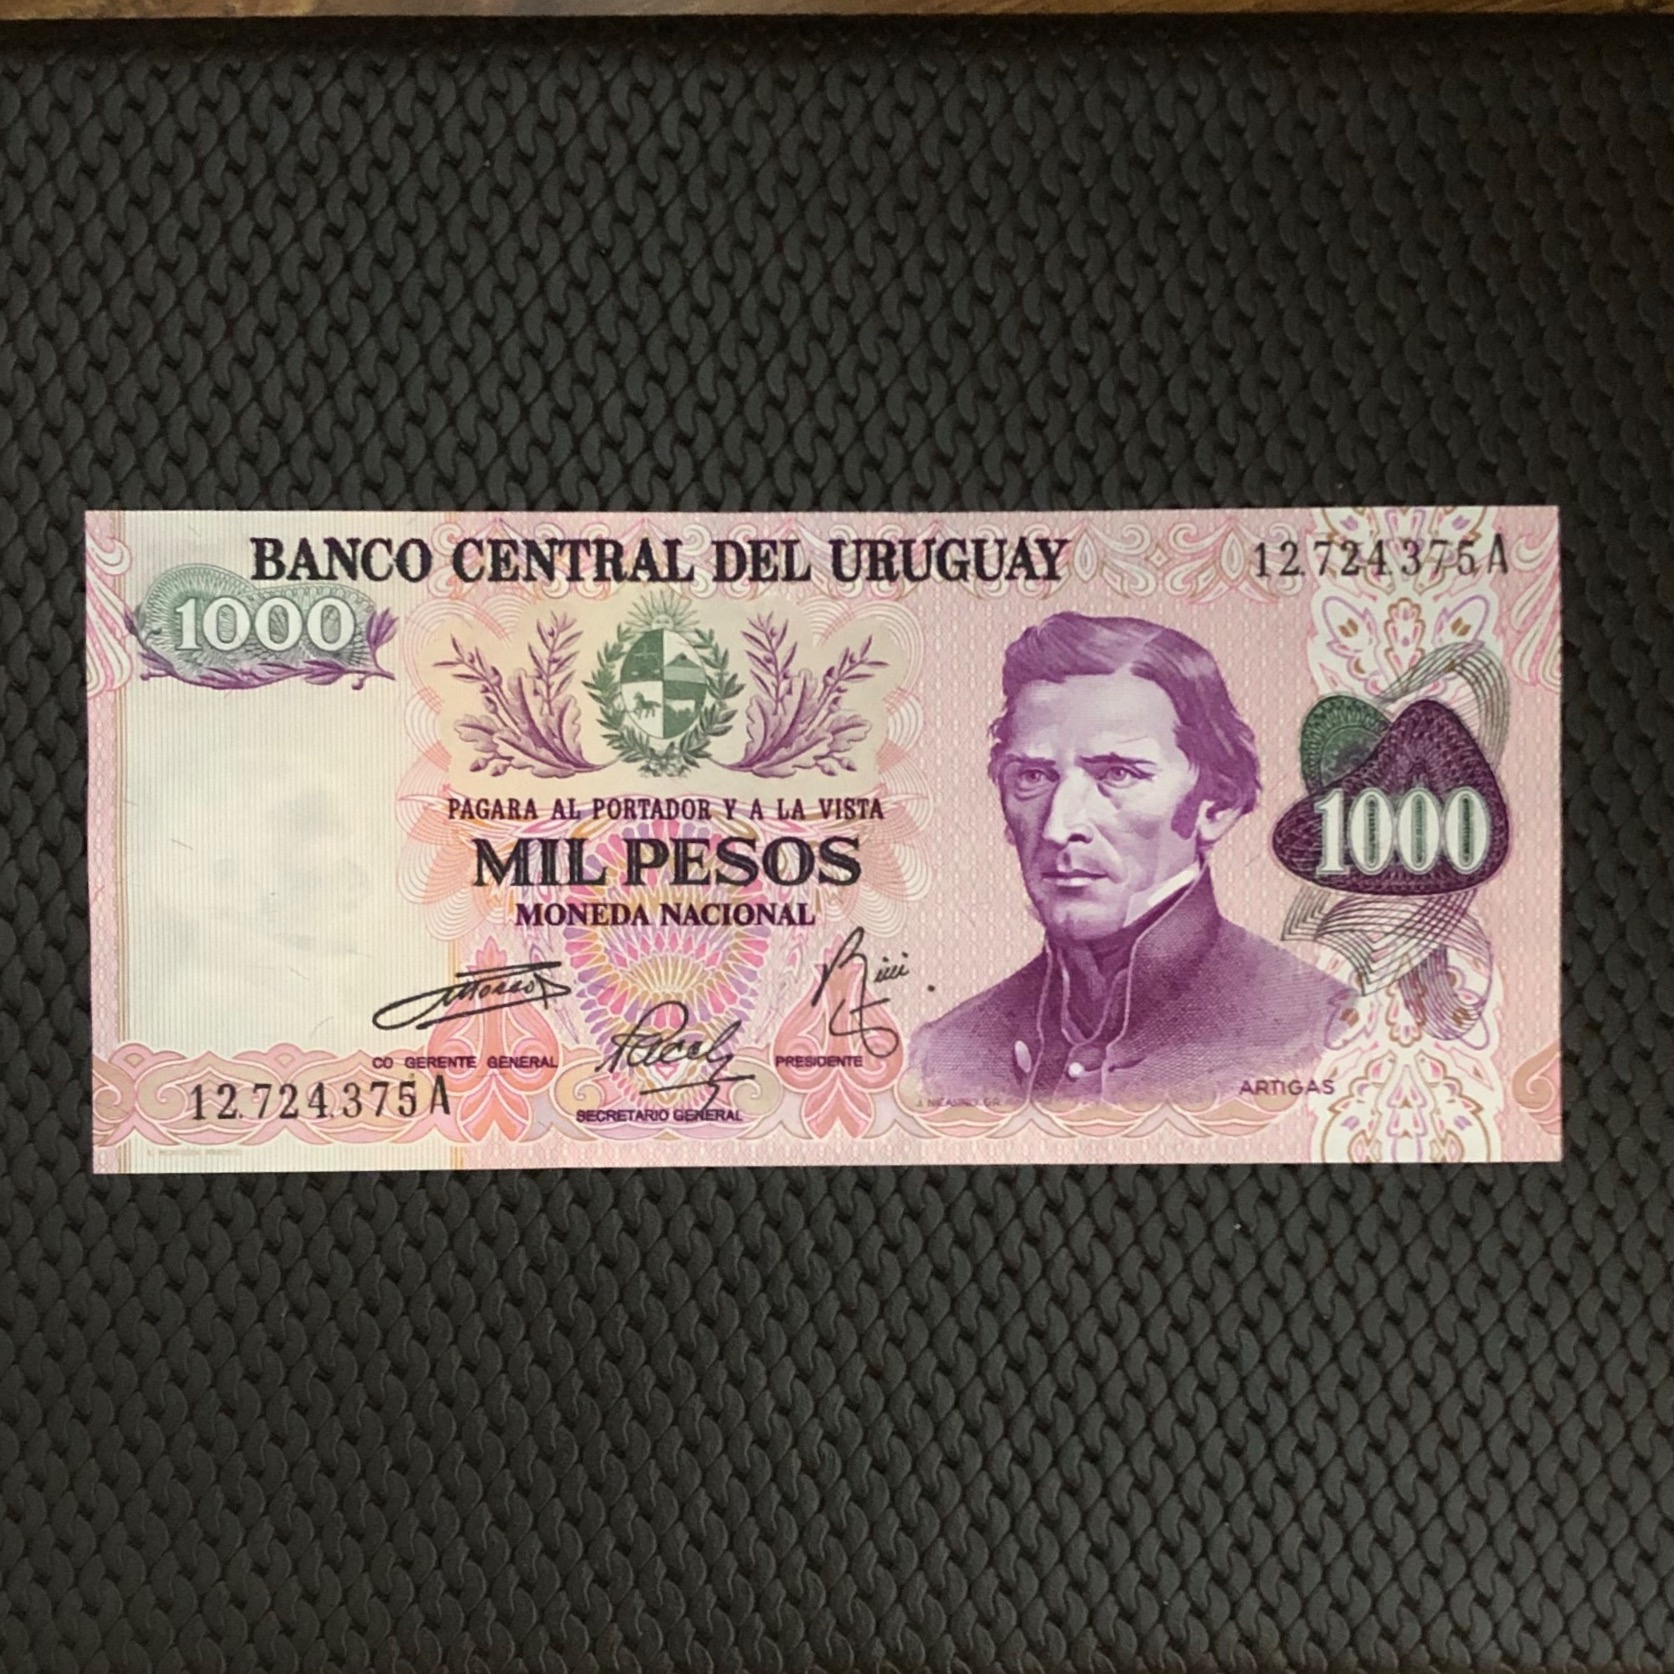 BANCO CENTRAL DEL URUGUAY
12.724.375A
1000
PAGARA AL PORTADOR Y A LA VISTA
MIL PESOS
MONEDA NACIONAL
1000
CO GERENTE GENERAL
PRESIDENTE
SECRETARIO GENERAL
12.724.375A
ARTIGAS